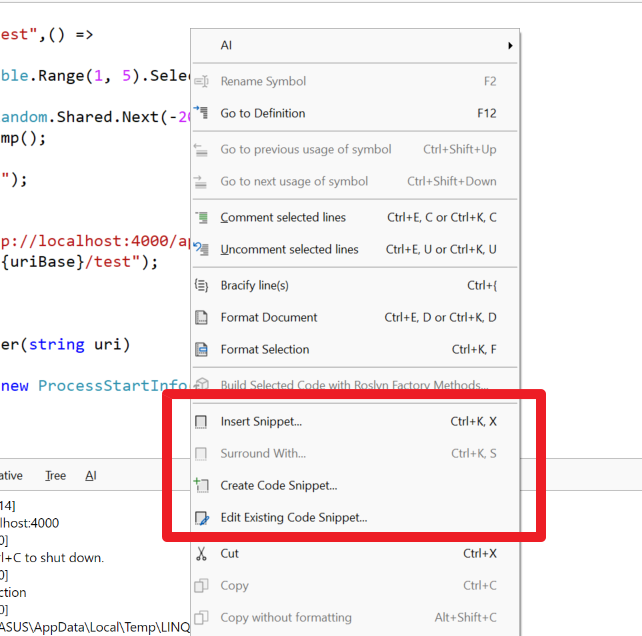 est",() =>
ble.Range(1, 5).Sele
andom.Shared.Next(-20
mp();
");
p://localhost:4000/ap
{uriBase}/test");
er(string uri)
new ProcessStartInfo
AI
Rename Symbol F2
Go to Definition F12
Go to previous usage of symbol Ctrl+Shift+Up
Go to next usage of symbol Ctrl+Shift+Down
Comment selected lines Ctrl+E, C or Ctrl+K, C
Uncomment selected lines Ctrl+E, U or Ctrl+K, U
Bracify line(s) Ctrl+{
Format Document Ctrl+E, D or Ctrl+K, D
Format Selection Ctrl+K, F
Build Selected Code with Roslyn Factory Methods...
Insert Snippet... Ctrl+K, X
Surround With... Ctrl+K, S
Create Code Snippet...
Edit Existing Code Snippet...
Cut Ctrl+X
Copy Ctrl+C
Copy without formatting Alt+Shift+C
ative Tree AI
14]
lhost:4000
0]
rl+C to shut down.
0]
ction
0]
ASUS\AppData\Local\Temp\LINQ